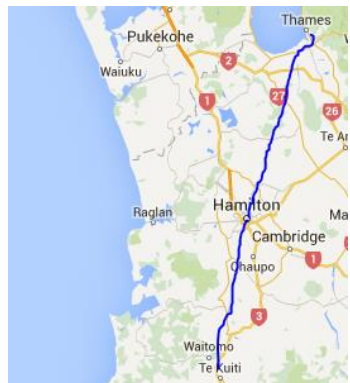 Thames
Pukekohe
Waiuku
2
27
1
26
Te Ar
Hamilton
Raglan
Ma
Cambridge
Ohaupo
1
3
Waitomo
Te Kuiti